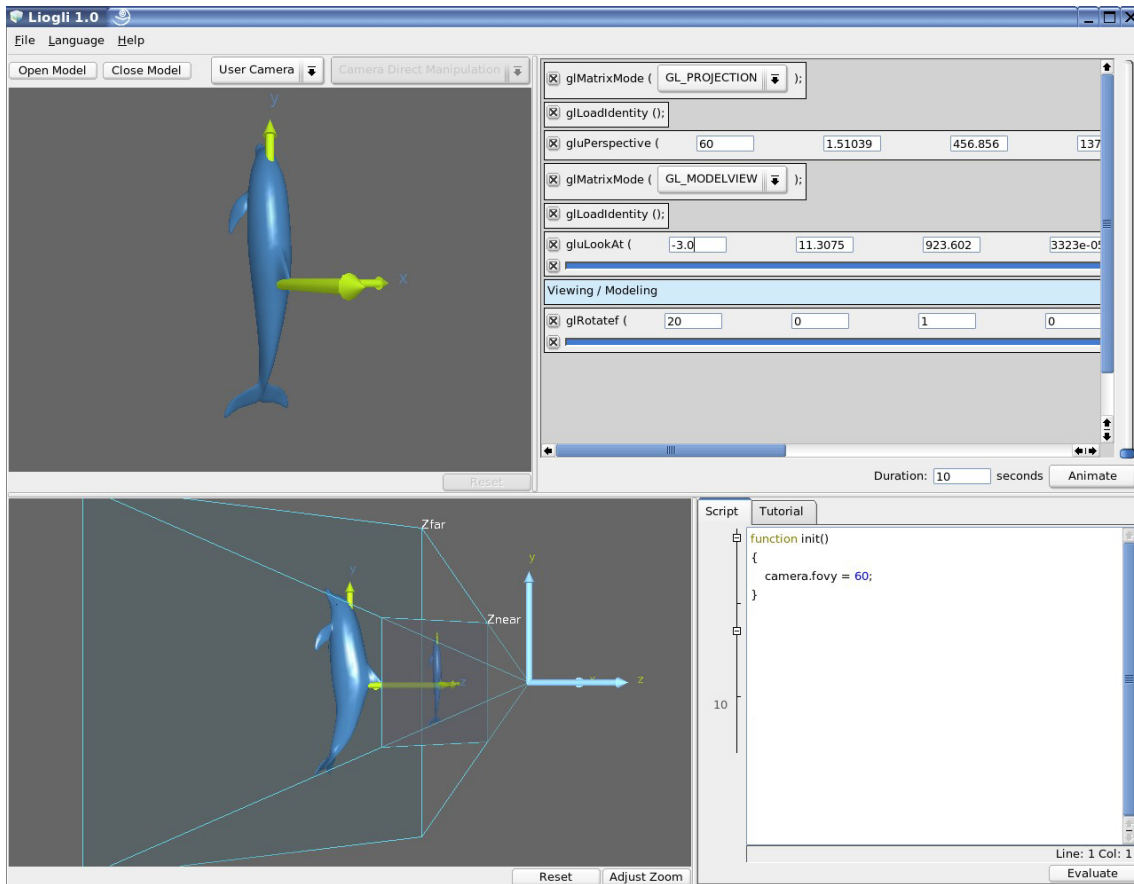 Liogli 1.0
File Language Help
Open Model Close Model User Camera Camera Direct Manipulation
y
x
Reset
glMatrixMode ( GL_PROJECTION );
glLoadIdentity ();
gluPerspective ( 60 1.51039 456.856 137
glMatrixMode ( GL_MODELVIEW );
glLoadIdentity ();
gluLookAt ( -3.0 11.3075 923.602 3323e-05
Viewing / Modeling
glRotatef ( 20 0 1 0
Duration: 10 seconds Animate
Zfar
y
y
Znear
z
x
z
Reset Adjust Zoom
Script Tutorial
function init()
{
camera.fovy = 60;
}
10
Line: 1 Col: 1
Evaluate